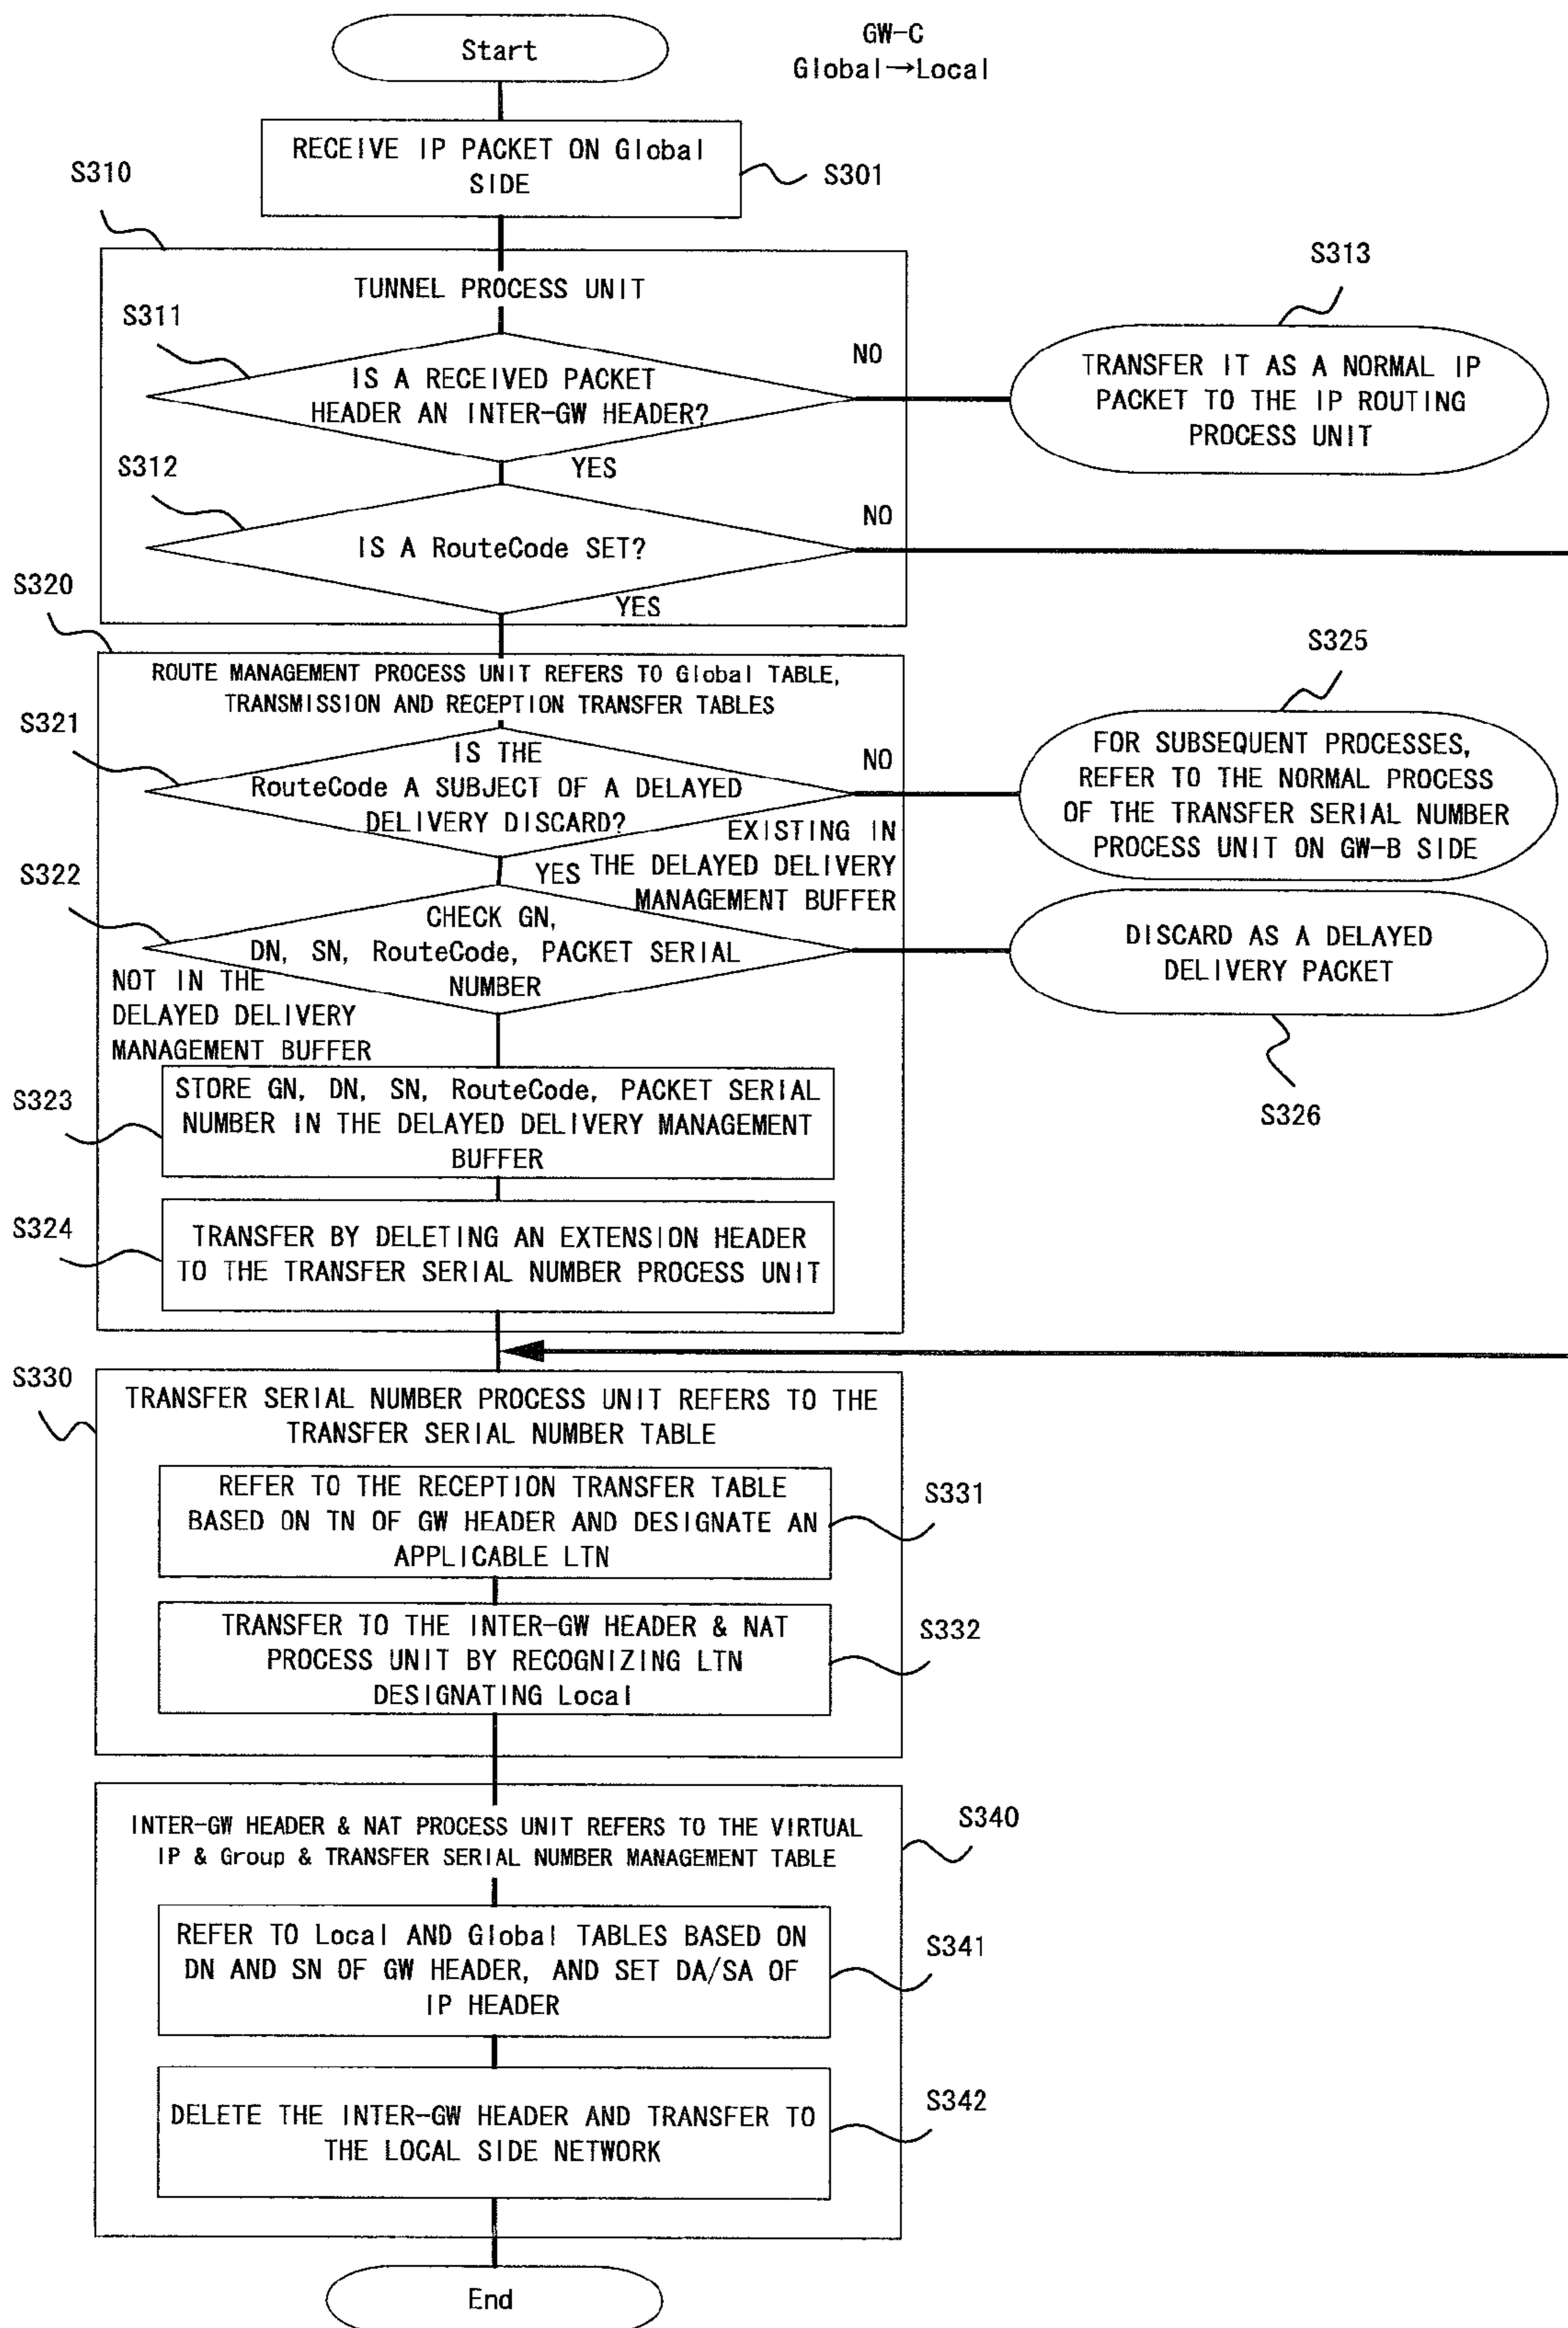 Start
GW-C
Global→Local
RECEIVE IP PACKET ON Global
SIDE
S301
S310
TUNNEL PROCESS UNIT
S311
IS A RECEIVED PACKET
HEADER AN INTER-GW HEADER?
NO
YES
S313
TRANSFER IT AS A NORMAL IP
PACKET TO THE IP ROUTING
PROCESS UNIT
S312
IS A RouteCode SET?
NO
YES
S320
ROUTE MANAGEMENT PROCESS UNIT REFERS TO Global TABLE,
TRANSMISSION AND RECEPTION TRANSFER TABLES
S321
IS THE
RouteCode A SUBJECT OF A DELAYED
DELIVERY DISCARD?
NO
YES
S325
FOR SUBSEQUENT PROCESSES,
REFER TO THE NORMAL PROCESS
OF THE TRANSFER SERIAL NUMBER
PROCESS UNIT ON GW-B SIDE
S322
CHECK GN,
DN, SN, RouteCode, PACKET SERIAL
NUMBER
EXISTING IN
THE DELAYED DELIVERY
MANAGEMENT BUFFER
DISCARD AS A DELAYED
DELIVERY PACKET
S326
NOT IN THE
DELAYED DELIVERY
MANAGEMENT BUFFER
S323
STORE GN, DN, SN, RouteCode, PACKET SERIAL
NUMBER IN THE DELAYED DELIVERY MANAGEMENT
BUFFER
S324
TRANSFER BY DELETING AN EXTENSION HEADER
TO THE TRANSFER SERIAL NUMBER PROCESS UNIT
S330
TRANSFER SERIAL NUMBER PROCESS UNIT REFERS TO THE
TRANSFER SERIAL NUMBER TABLE
REFER TO THE RECEPTION TRANSFER TABLE
BASED ON TN OF GW HEADER AND DESIGNATE AN
APPLICABLE LTN
S331
TRANSFER TO THE INTER-GW HEADER & NAT
PROCESS UNIT BY RECOGNIZING LTN
DESIGNATING Local
S332
INTER-GW HEADER & NAT PROCESS UNIT REFERS TO THE VIRTUAL
IP & Group & TRANSFER SERIAL NUMBER MANAGEMENT TABLE
S340
REFER TO Local AND Global TABLES BASED ON
DN AND SN OF GW HEADER, AND SET DA/SA OF
IP HEADER
S341
DELETE THE INTER-GW HEADER AND TRANSFER TO
THE LOCAL SIDE NETWORK
S342
End